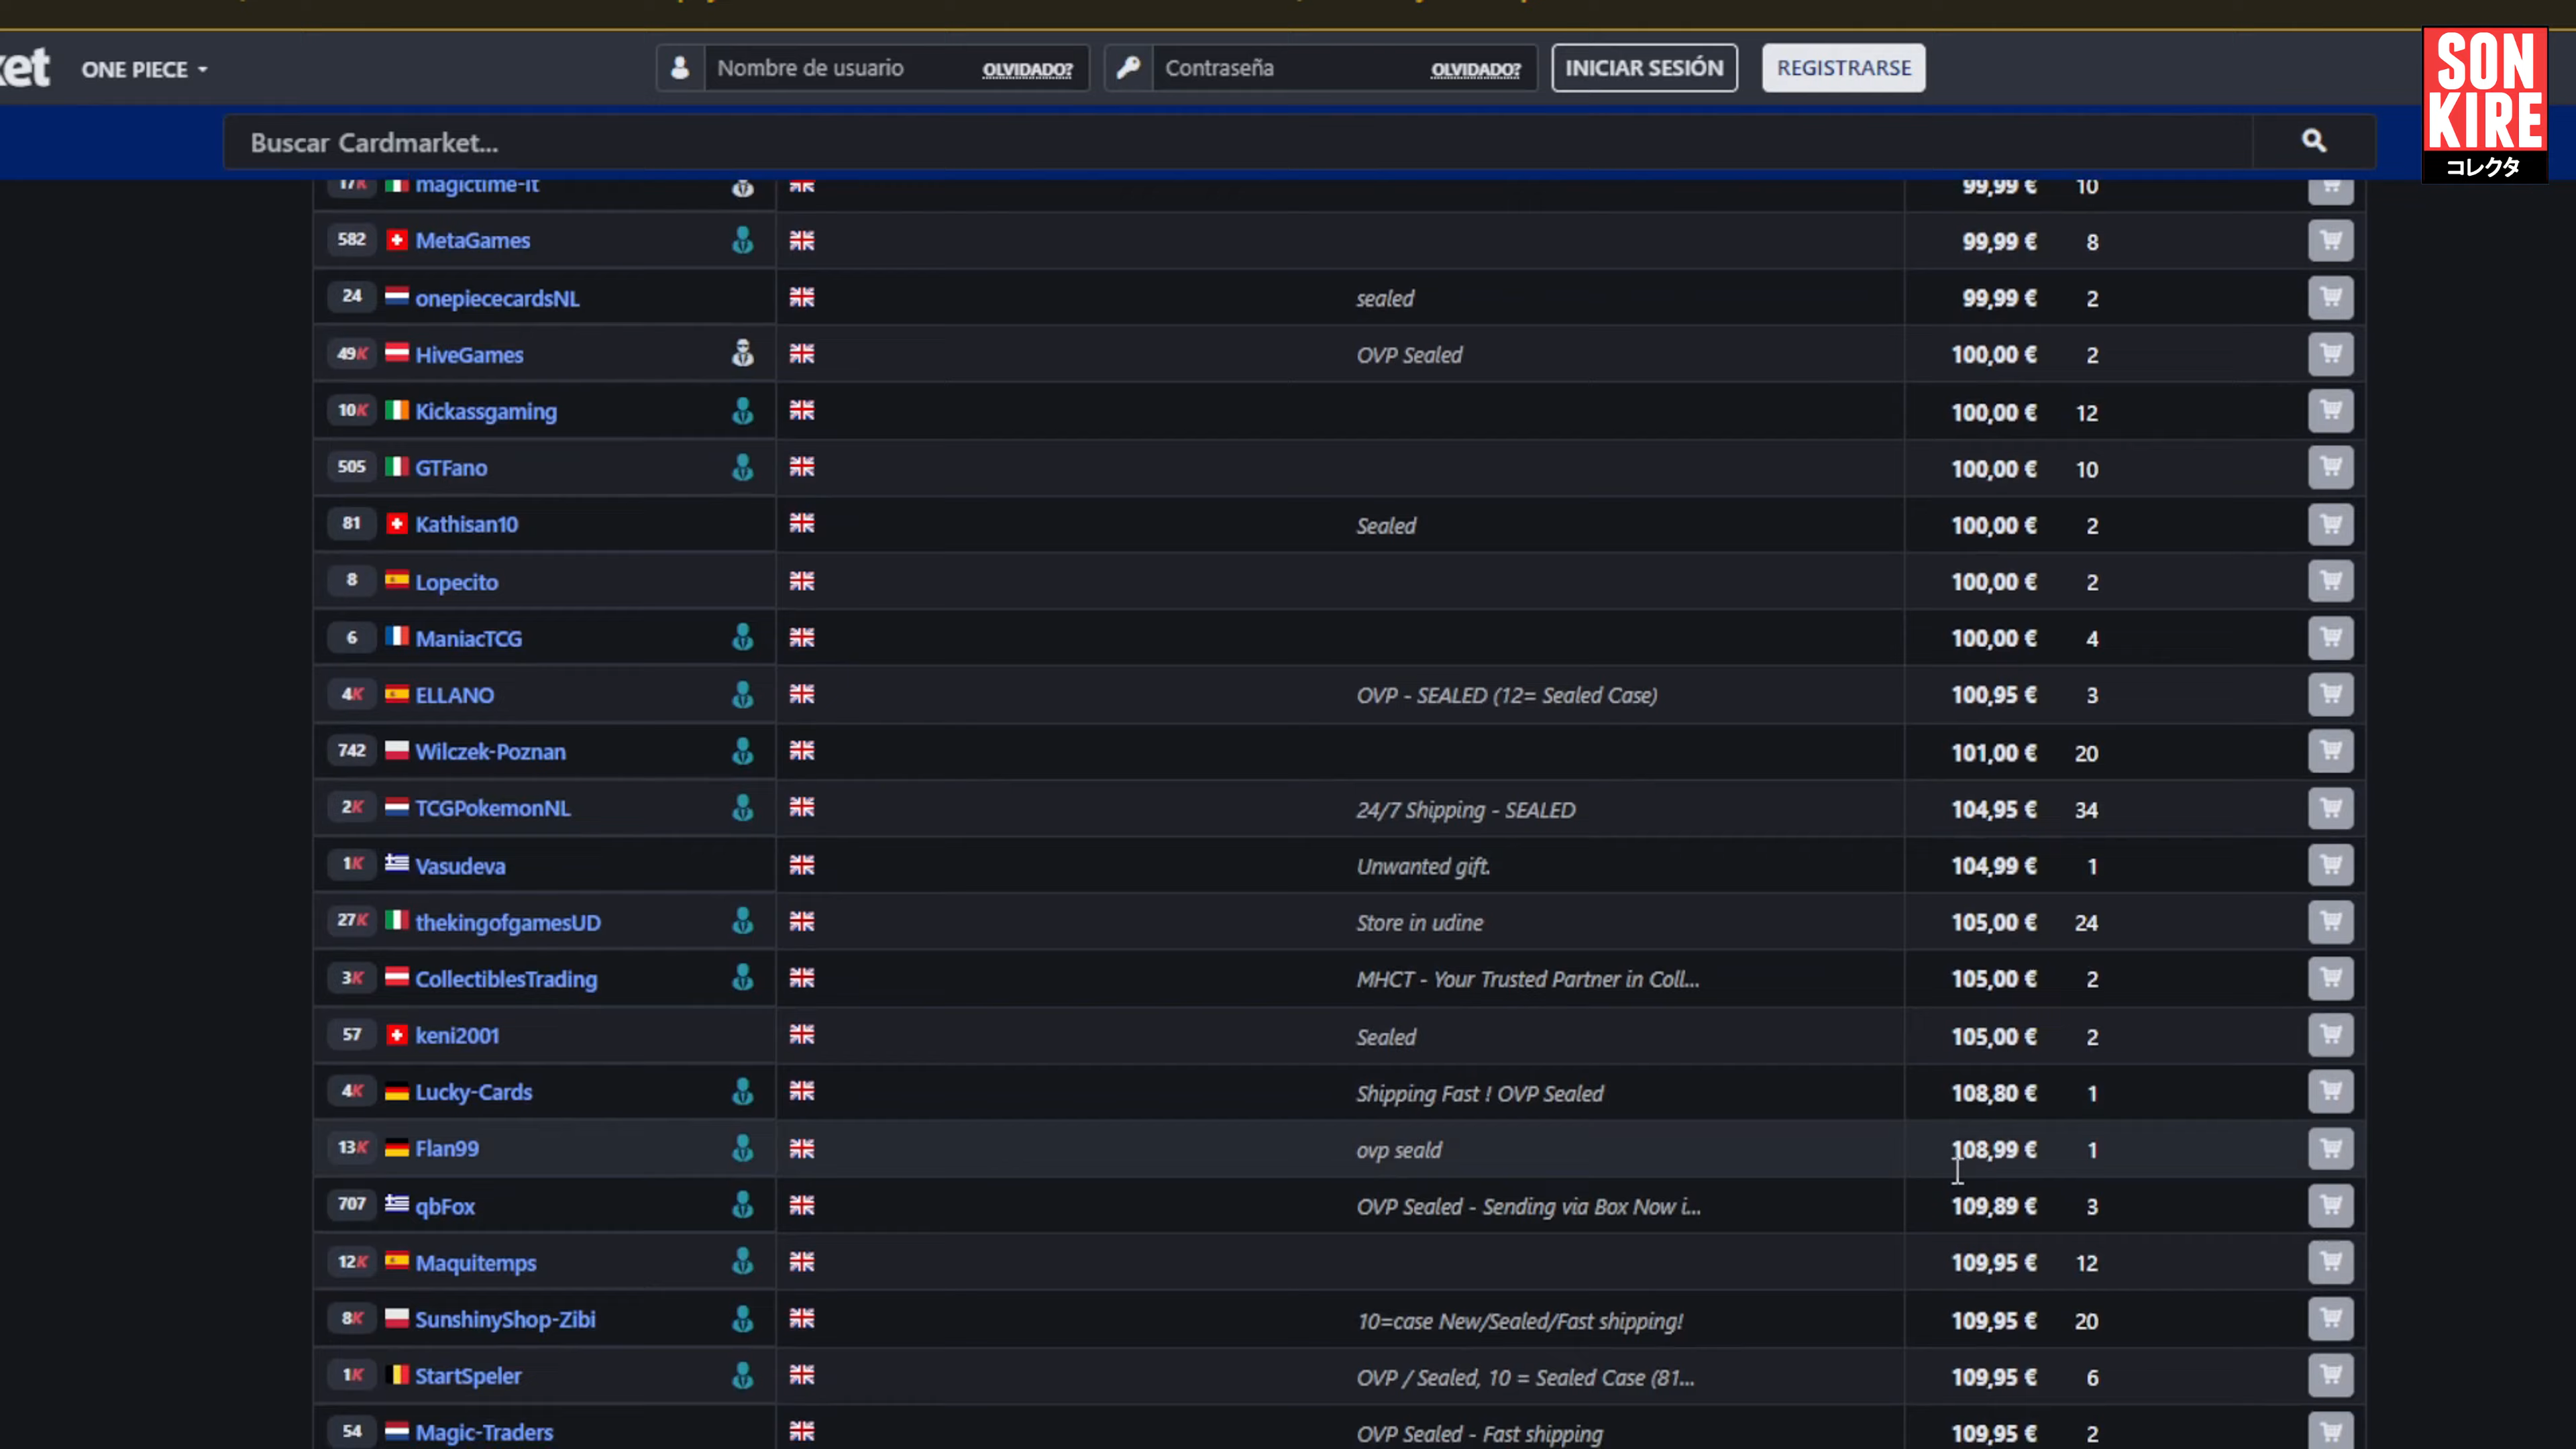 ket ONE PIECE Nombre de usuario OLVIDADO? Contraseña OLVIDADO? INICIAR SESIÓN REGISTRARSE
SON
KIRE
コレクタ
Buscar Cardmarket...
17K magictime-it 99,99 € 10
582 MetaGames 99,99 € 8
24 onepiececardsNL sealed 99,99 € 2
49K HiveGames OVP Sealed 100,00 € 2
10K Kickassgaming 100,00 € 12
505 GTFano 100,00 € 10
81 Kathisan10 Sealed 100,00 € 2
8 Lopecito 100,00 € 2
6 ManiacTCG 100,00 € 4
4K ELLANO OVP - SEALED (12= Sealed Case) 100,95 € 3
742 Wilczek-Poznan 101,00 € 20
2K TCGPokemonNL 24/7 Shipping - SEALED 104,95 € 34
1K Vasudeva Unwanted gift. 104,99 € 1
27K thekingofgamesUD Store in udine 105,00 € 24
3K CollectiblesTrading MHCT - Your Trusted Partner in Coll... 105,00 € 2
57 keni2001 Sealed 105,00 € 2
4K Lucky-Cards Shipping Fast ! OVP Sealed 108,80 € 1
13K Flan99 ovp seald 108,99 € 1
707 qbFox OVP Sealed - Sending via Box Now i... 109,89 € 3
12K Maquitemps 109,95 € 12
8K SunshinyShop-Zibi 10=case New/Sealed/Fast shipping! 109,95 € 20
1K StartSpeler OVP / Sealed, 10 = Sealed Case (81... 109,95 € 6
54 Magic-Traders OVP Sealed - Fast shipping 109,95 € 2